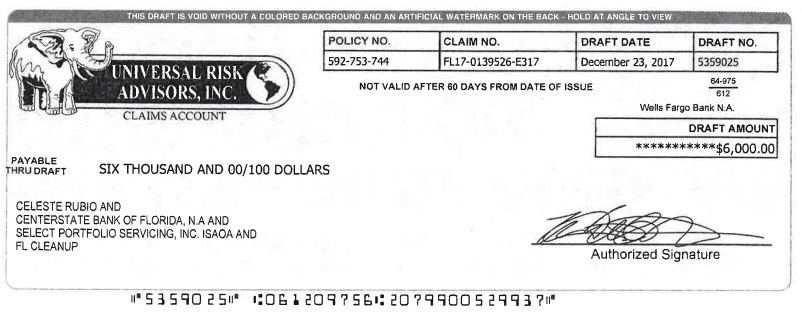 THIS DRAFT IS VOID WITHOUT A COLORED BACKGROUND AND AN ARTIFICIAL WATERMARK ON THE BACK - HOLD AT ANGLE TO VIEW
UNIVERSAL RISK
ADVISORS, INC.
CLAIMS ACCOUNT
POLICY NO. CLAIM NO. DRAFT DATE DRAFT NO.
592-753-744 FL17-0139526-E317 December 23, 2017 5359025
NOT VALID AFTER 60 DAYS FROM DATE OF ISSUE
64-975
612
Wells Fargo Bank N.A.
DRAFT AMOUNT
***********$6,000.00
PAYABLE
THRU DRAFT
SIX THOUSAND AND 00/100 DOLLARS
CELESTE RUBIO AND
CENTERSTATE BANK OF FLORIDA, N.A AND
SELECT PORTFOLIO SERVICING, INC. ISAOA AND
FL CLEANUP
Authorized Signature
⑈5359025⑈ ⑆061209756⑆ 2079900529937⑈